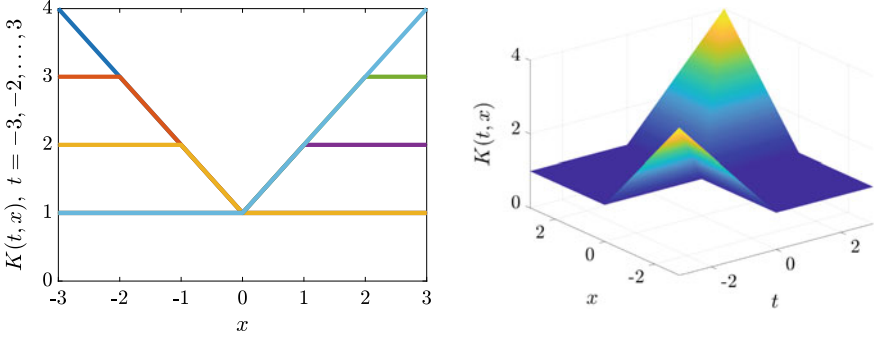 K(t, x), t = −3, −2, . . . , 3
4
3
2
1
0
-3 -2 -1 0 1 2 3
x
K(t, x)
4
2
0
2 0 -2
x
-2 0 2
t